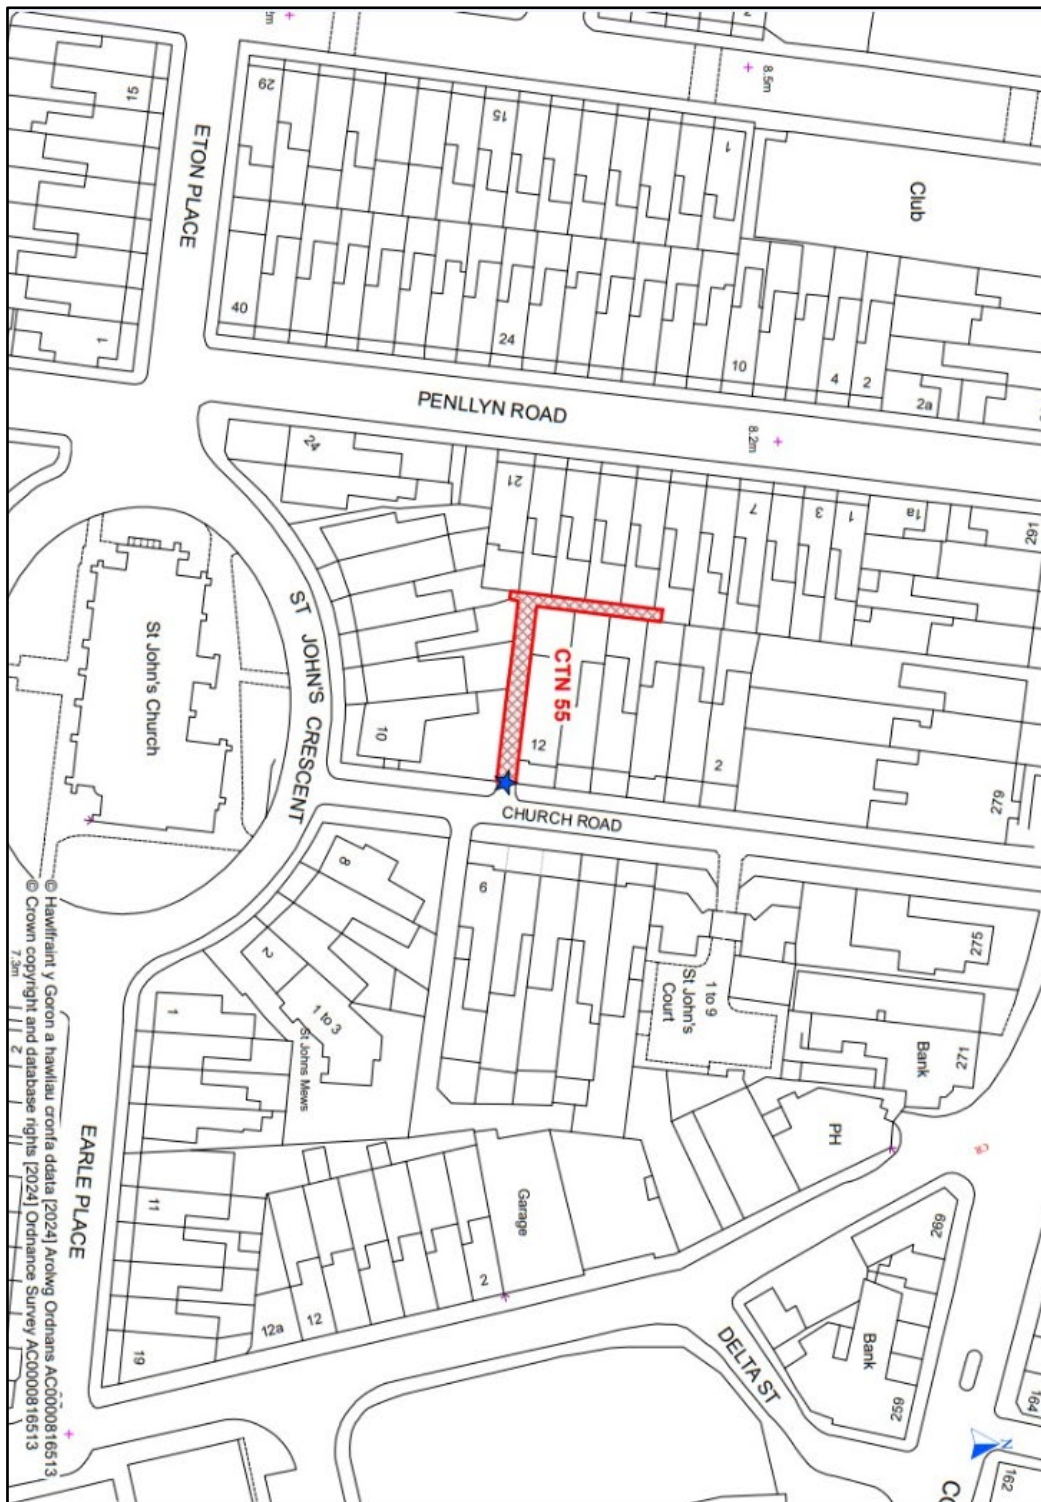 8.5m
29
15
1
Club
15
ETON PLACE
40
24
10
4
2
2a
1
PENLLYN ROAD
8.2m
24
21
7
3
1
1a
291
ST JOHN'S CRESCENT
St John's Church
CTN 55
10
12
2
279
CHURCH ROAD
8
6
275
2
1 to 3
St Johns Mews
1 to 9
St John's
Court
271
Bank
1
PH
7.3m
2
EARLE PLACE
11
Garage
269
2
12
12a
19
DELTA ST
Bank
259
164
N
162
© Hawlfraint y Goron a hawliau cronfa ddata [2024] Arolwg Ordnans AC0000816513
© Crown copyright and database rights [2024] Ordnance Survey AC0000816513